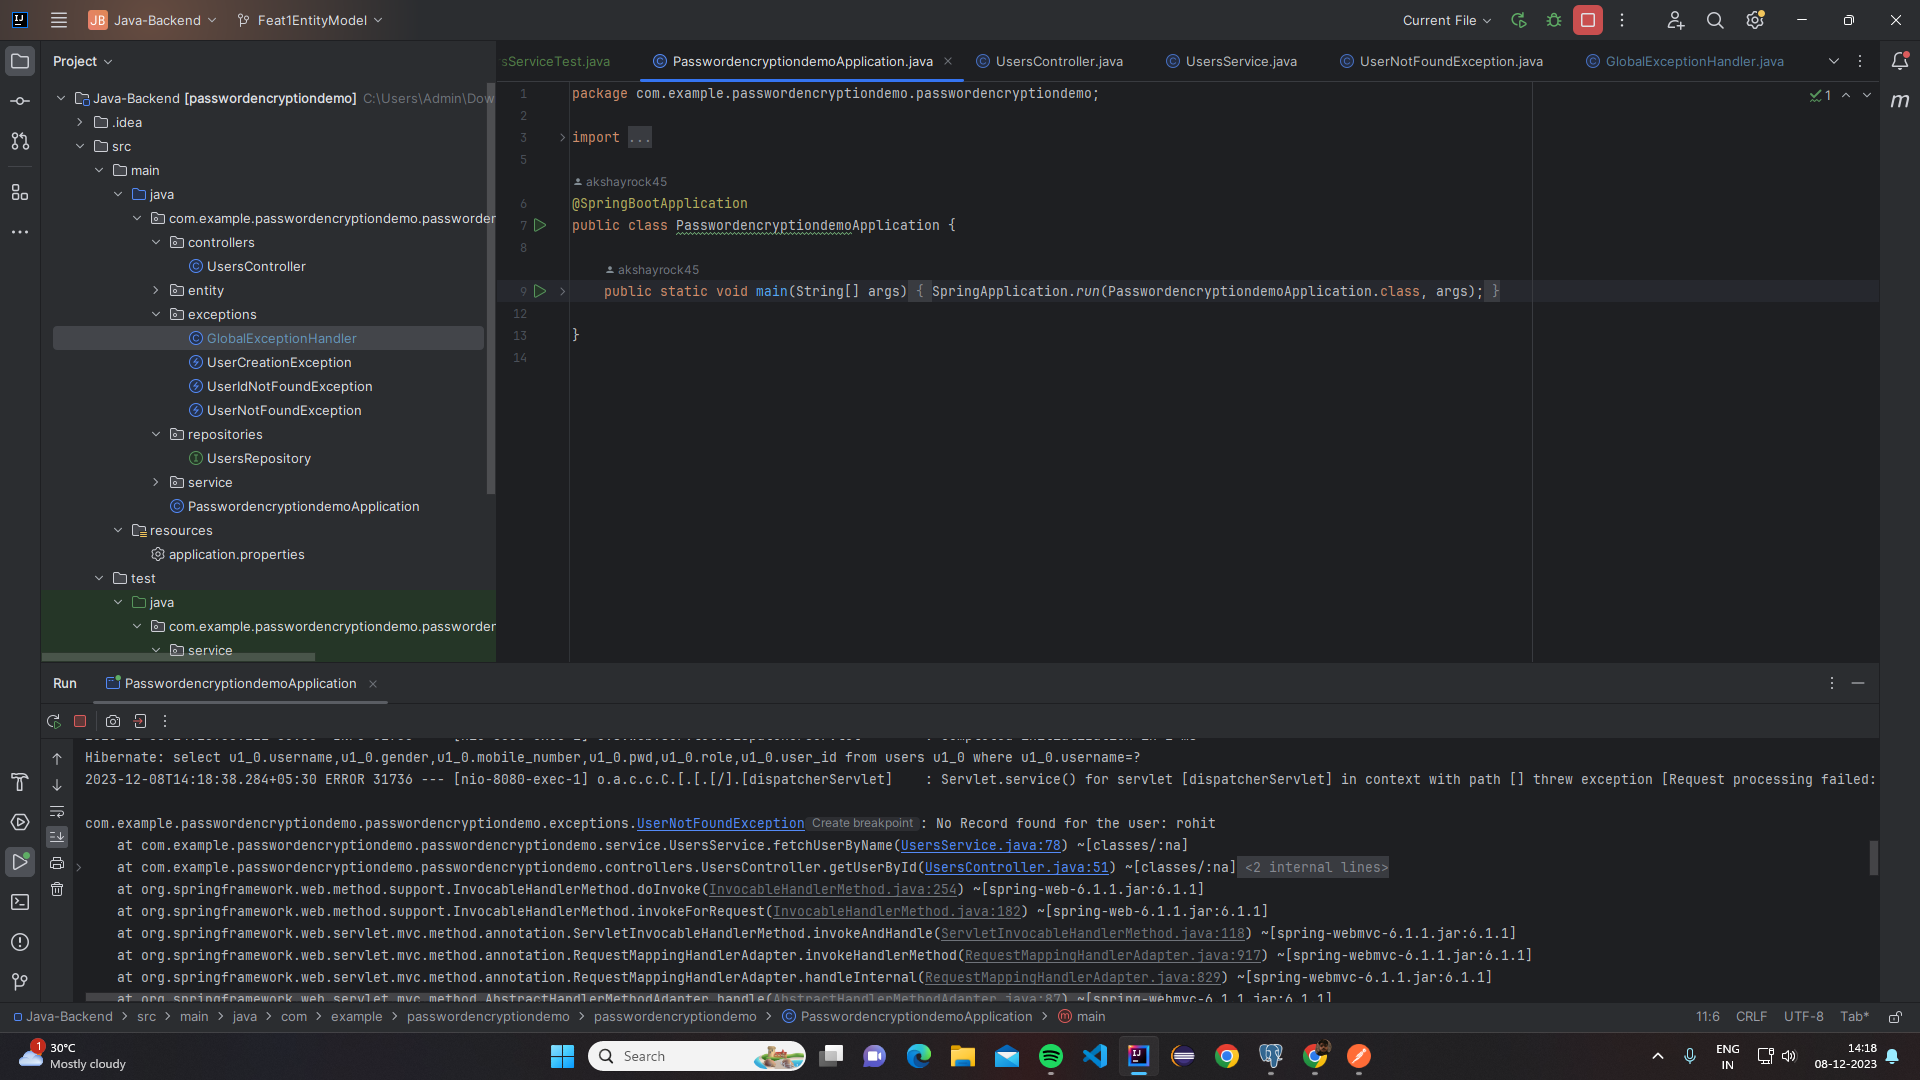 JB Java-Backend
Feat1EntityModel
Current File
Project
sServiceTest.java
PasswordencryptiondemoApplication.java
UsersController.java
UsersService.java
UserNotFoundException.java
GlobalExceptionHandler.java
Java-Backend [passwordencryptiondemo] C:\Users\Admin\Dow
.idea
src
main
java
com.example.passwordencryptiondemo.passworden
controllers
UsersController
entity
exceptions
GlobalExceptionHandler
UserCreationException
UserIdNotFoundException
UserNotFoundException
repositories
UsersRepository
service
PasswordencryptiondemoApplication
resources
application.properties
test
java
com.example.passwordencryptiondemo.passworden
service
1 package com.example.passwordencryptiondemo.passwordencryptiondemo;
2
3 import ...
5
akshayrock45
6 @SpringBootApplication
7 public class PasswordencryptiondemoApplication {
8
akshayrock45
9 public static void main(String[] args) { SpringApplication.run(PasswordencryptiondemoApplication.class, args); }
12
13 }
14
1
Run
PasswordencryptiondemoApplication
Hibernate: select u1_0.username,u1_0.gender,u1_0.mobile_number,u1_0.pwd,u1_0.role,u1_0.user_id from users u1_0 where u1_0.username=?
2023-12-08T14:18:38.284+05:30 ERROR 31736 --- [nio-8080-exec-1] o.a.c.c.C.[.[.[/].[dispatcherServlet] : Servlet.service() for servlet [dispatcherServlet] in context with path [] threw exception [Request processing failed:
com.example.passwordencryptiondemo.passwordencryptiondemo.exceptions.UserNotFoundException Create breakpoint : No Record found for the user: rohit
at com.example.passwordencryptiondemo.passwordencryptiondemo.service.UsersService.fetchUserByName(UsersService.java:78) ~[classes/:na]
at com.example.passwordencryptiondemo.passwordencryptiondemo.controllers.UsersController.getUserById(UsersController.java:51) ~[classes/:na] <2 internal lines>
at org.springframework.web.method.support.InvocableHandlerMethod.doInvoke(InvocableHandlerMethod.java:254) ~[spring-web-6.1.1.jar:6.1.1]
at org.springframework.web.method.support.InvocableHandlerMethod.invokeForRequest(InvocableHandlerMethod.java:182) ~[spring-web-6.1.1.jar:6.1.1]
at org.springframework.web.servlet.mvc.method.annotation.ServletInvocableHandlerMethod.invokeAndHandle(ServletInvocableHandlerMethod.java:118) ~[spring-webmvc-6.1.1.jar:6.1.1]
at org.springframework.web.servlet.mvc.method.annotation.RequestMappingHandlerAdapter.invokeHandlerMethod(RequestMappingHandlerAdapter.java:917) ~[spring-webmvc-6.1.1.jar:6.1.1]
at org.springframework.web.servlet.mvc.method.annotation.RequestMappingHandlerAdapter.handleInternal(RequestMappingHandlerAdapter.java:829) ~[spring-webmvc-6.1.1.jar:6.1.1]
at org.springframework.web.servlet.mvc.method.AbstractHandlerMethodAdapter.handle(AbstractHandlerMethodAdapter.java:87) ~[spring-webmvc-6.1.1.jar:6.1.1]
Java-Backend > src > main > java > com > example > passwordencryptiondemo > passwordencryptiondemo > PasswordencryptiondemoApplication > main
11:6 CRLF UTF-8 Tab*
1
30°C
Mostly cloudy
Search
ENG
IN
14:18
08-12-2023